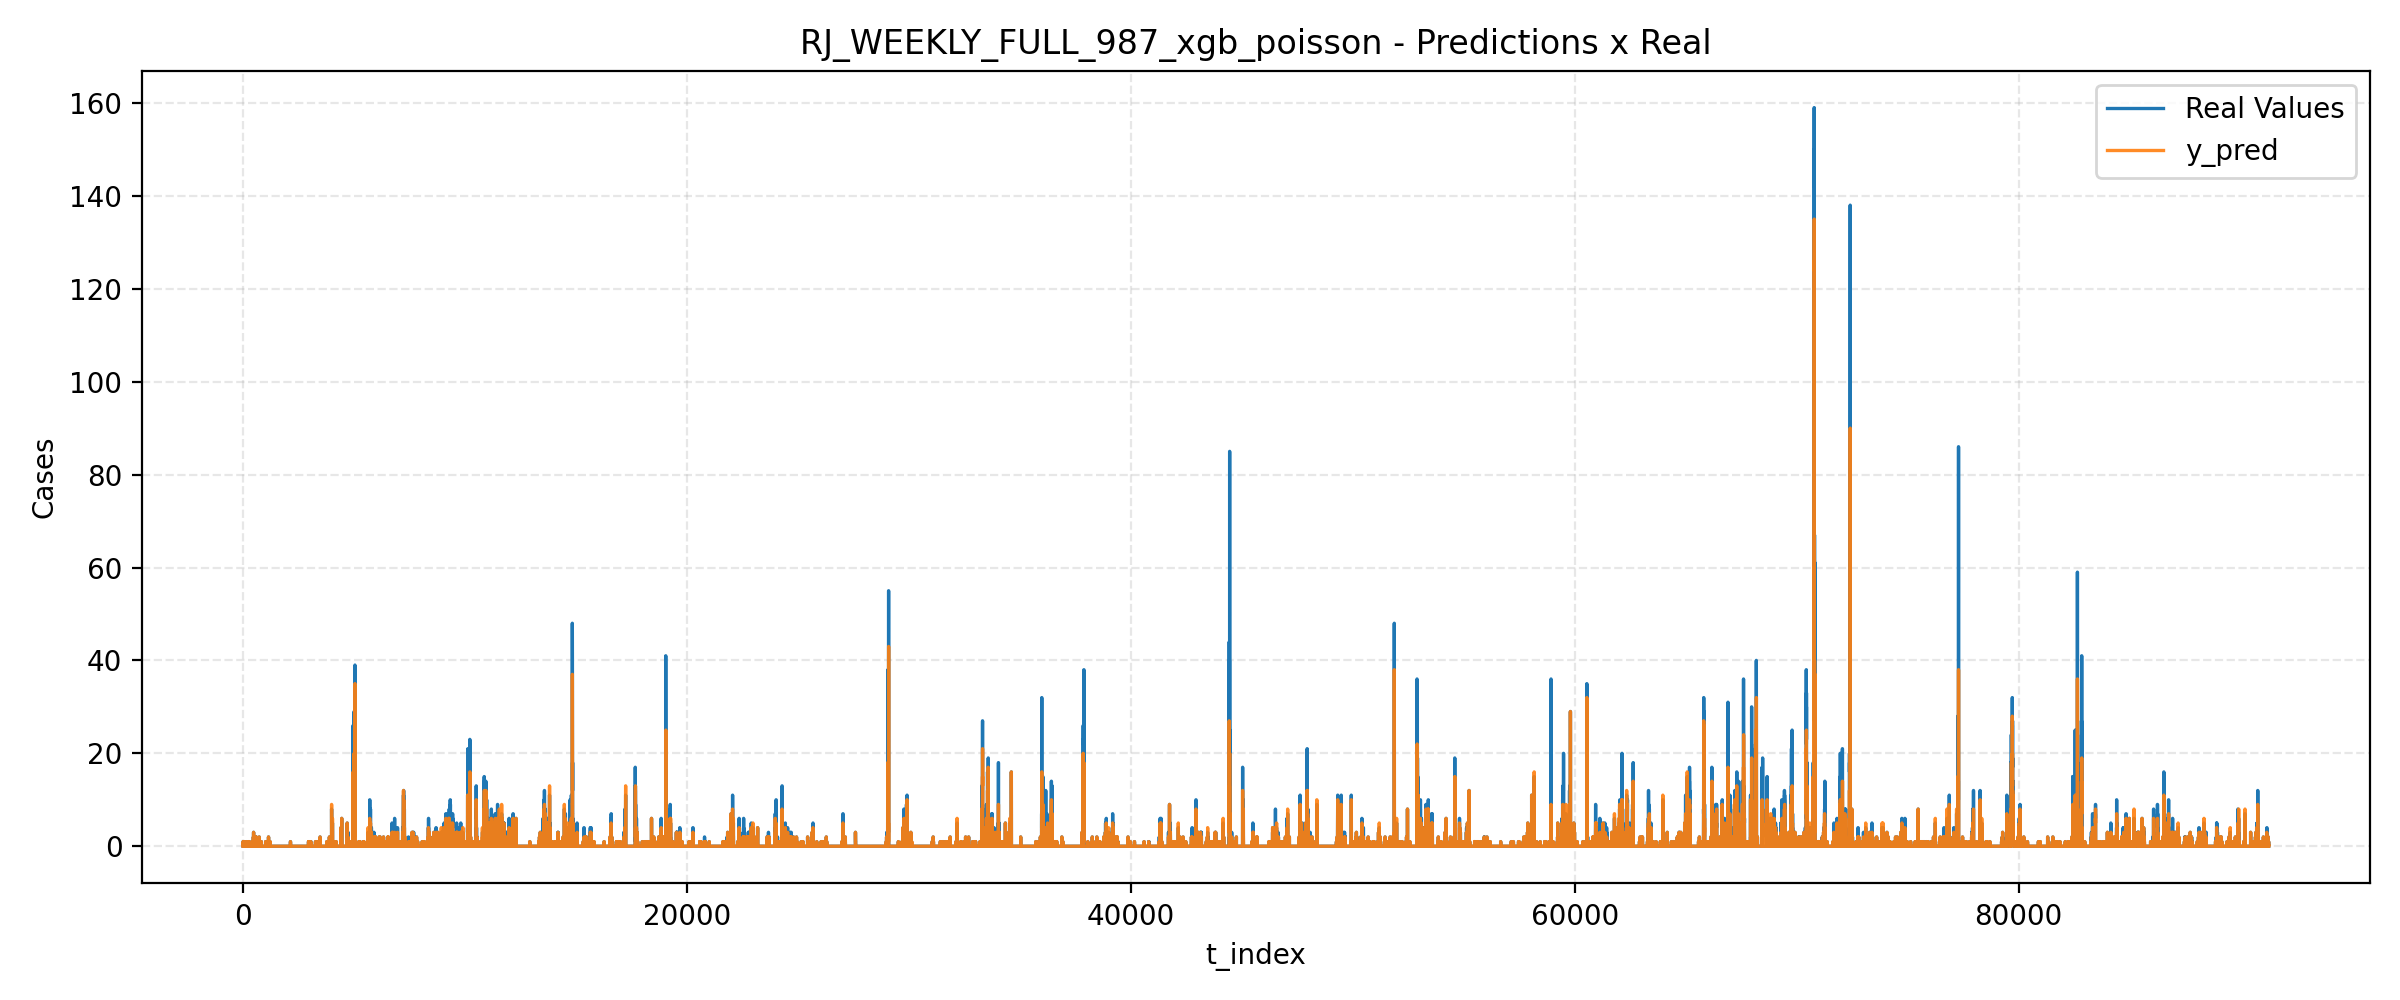 RJ_WEEKLY_FULL_987_xgb_poisson - Predictions x Real
Real Values
y_pred
160
140
120
100
80
60
40
20
0
Cases
0 20000 40000 60000 80000
t_index